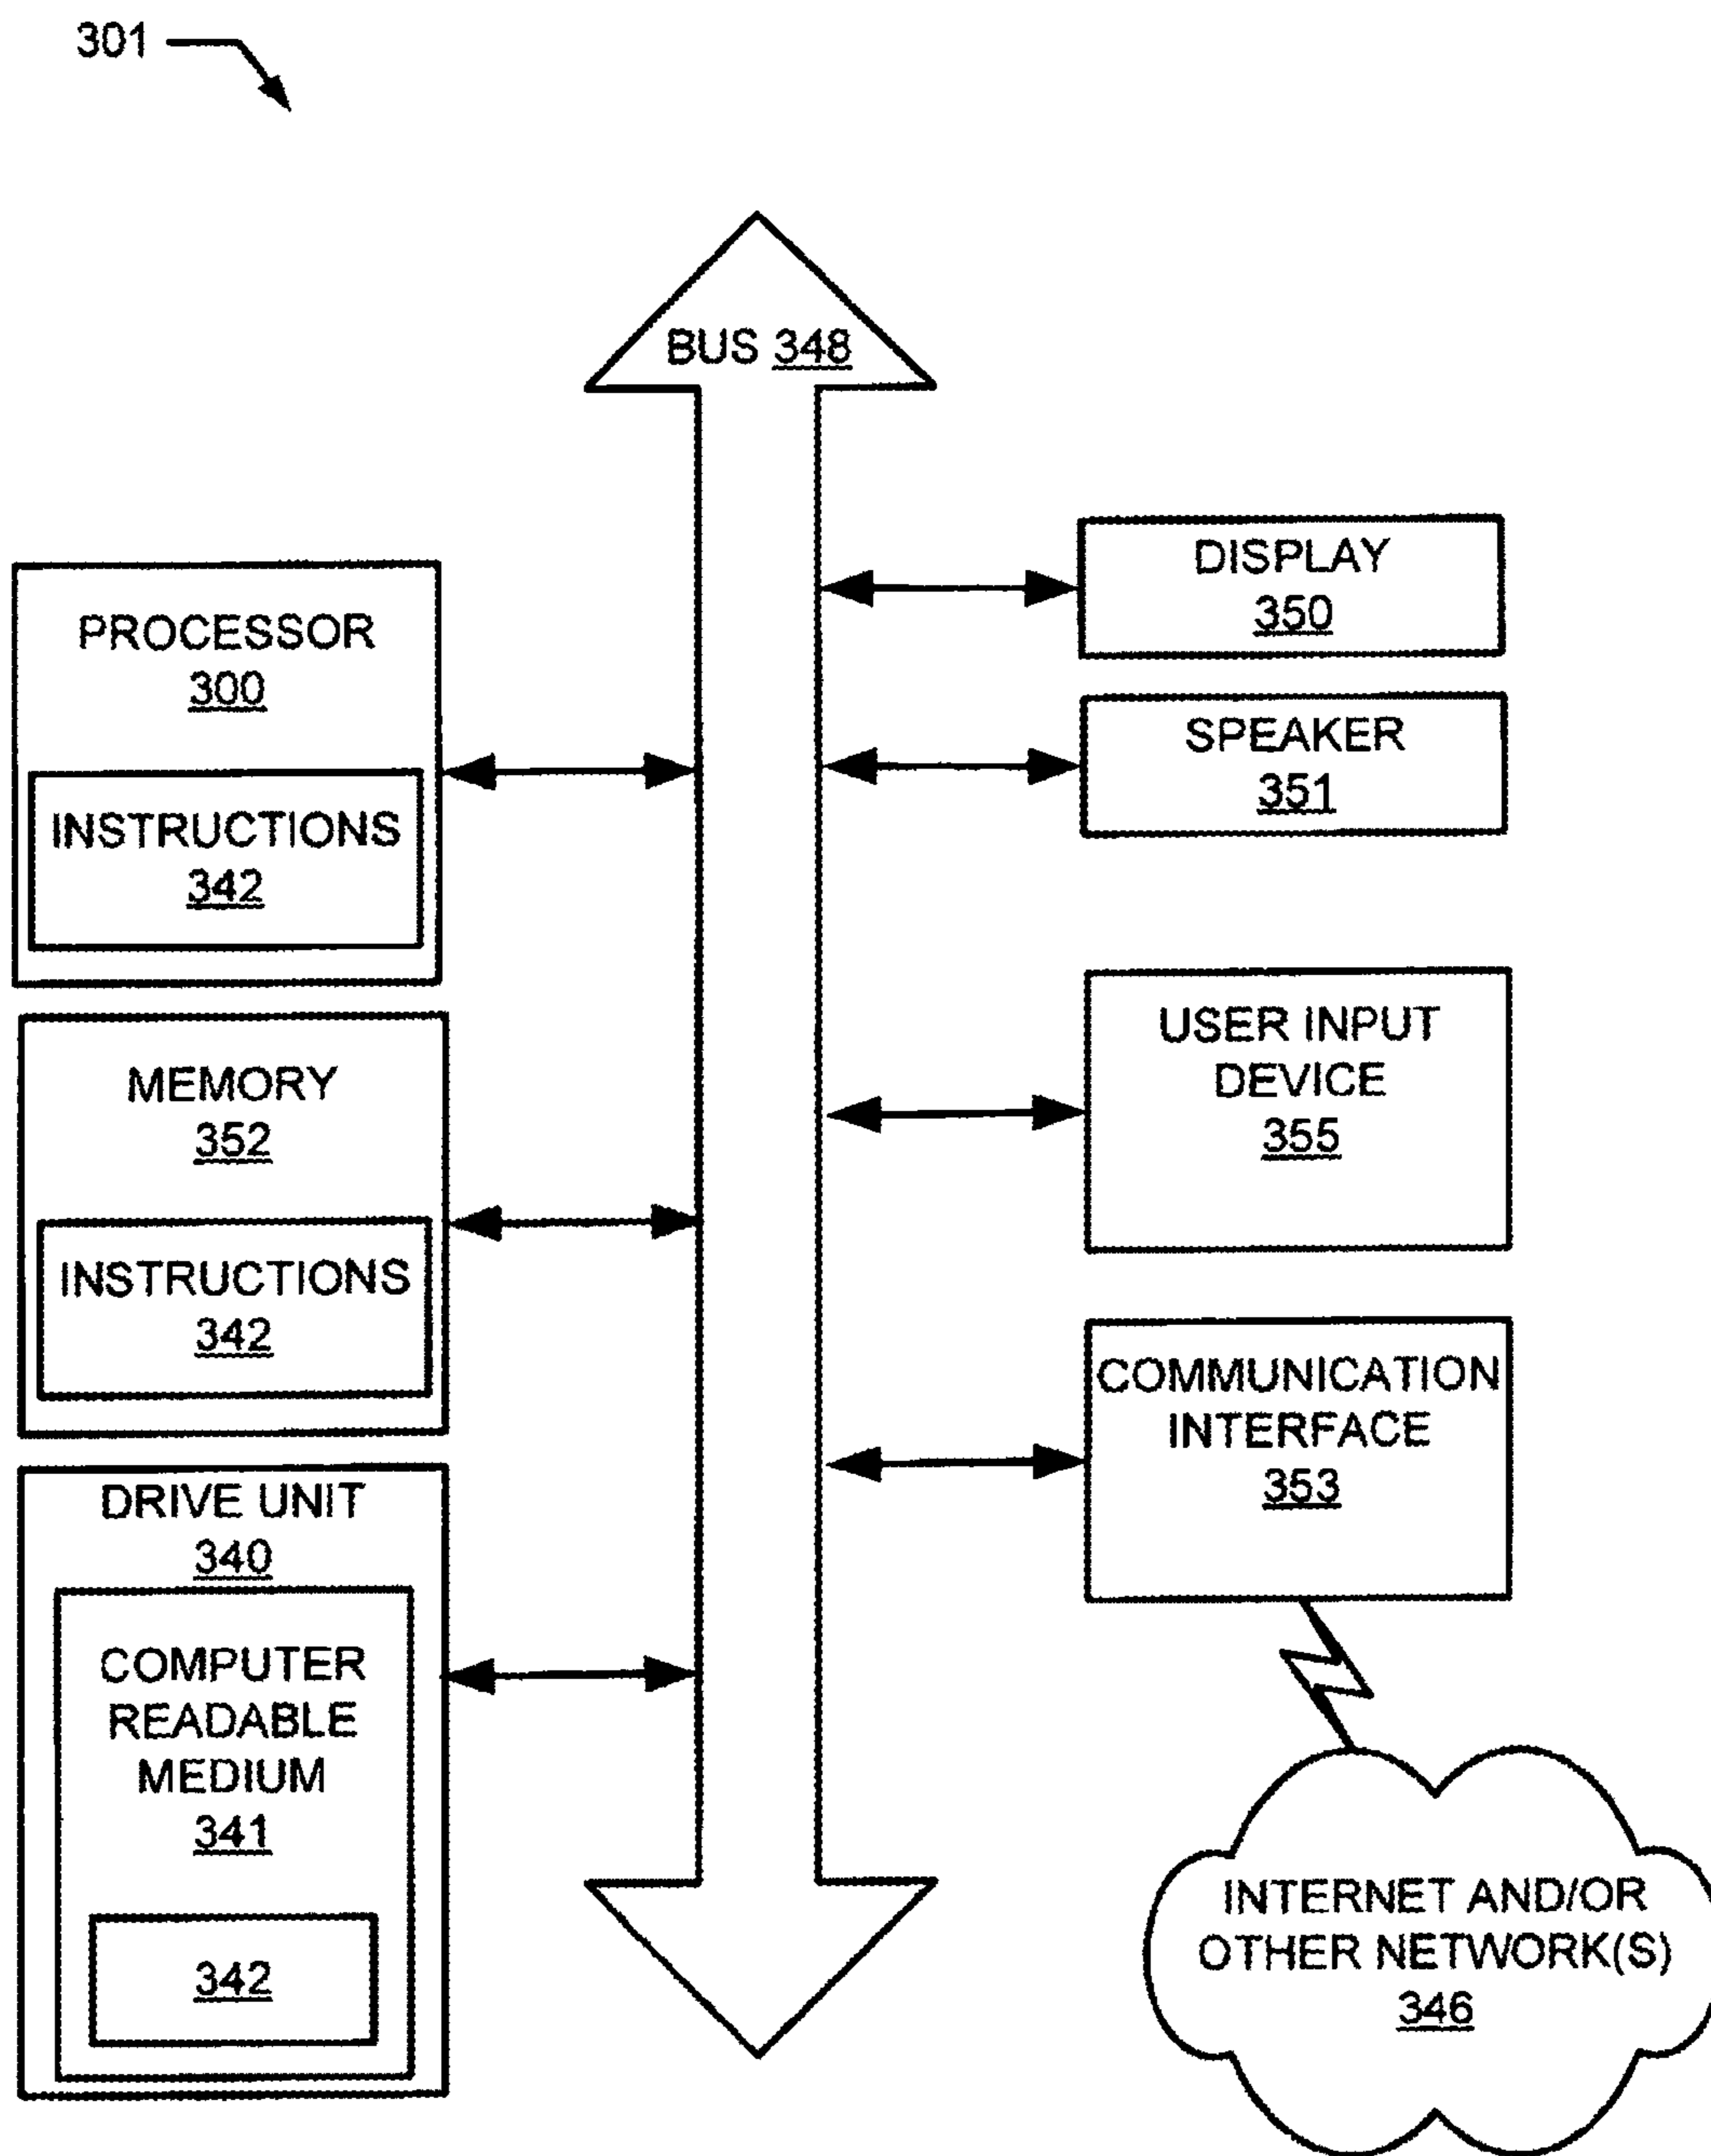 301
BUS 348
PROCESSOR
300
INSTRUCTIONS
342
MEMORY
352
INSTRUCTIONS
342
DRIVE UNIT
340
COMPUTER
READABLE
MEDIUM
341
342
DISPLAY
350
SPEAKER
351
USER INPUT
DEVICE
355
COMMUNICATION
INTERFACE
353
INTERNET AND/OR
OTHER NETWORK(S)
346